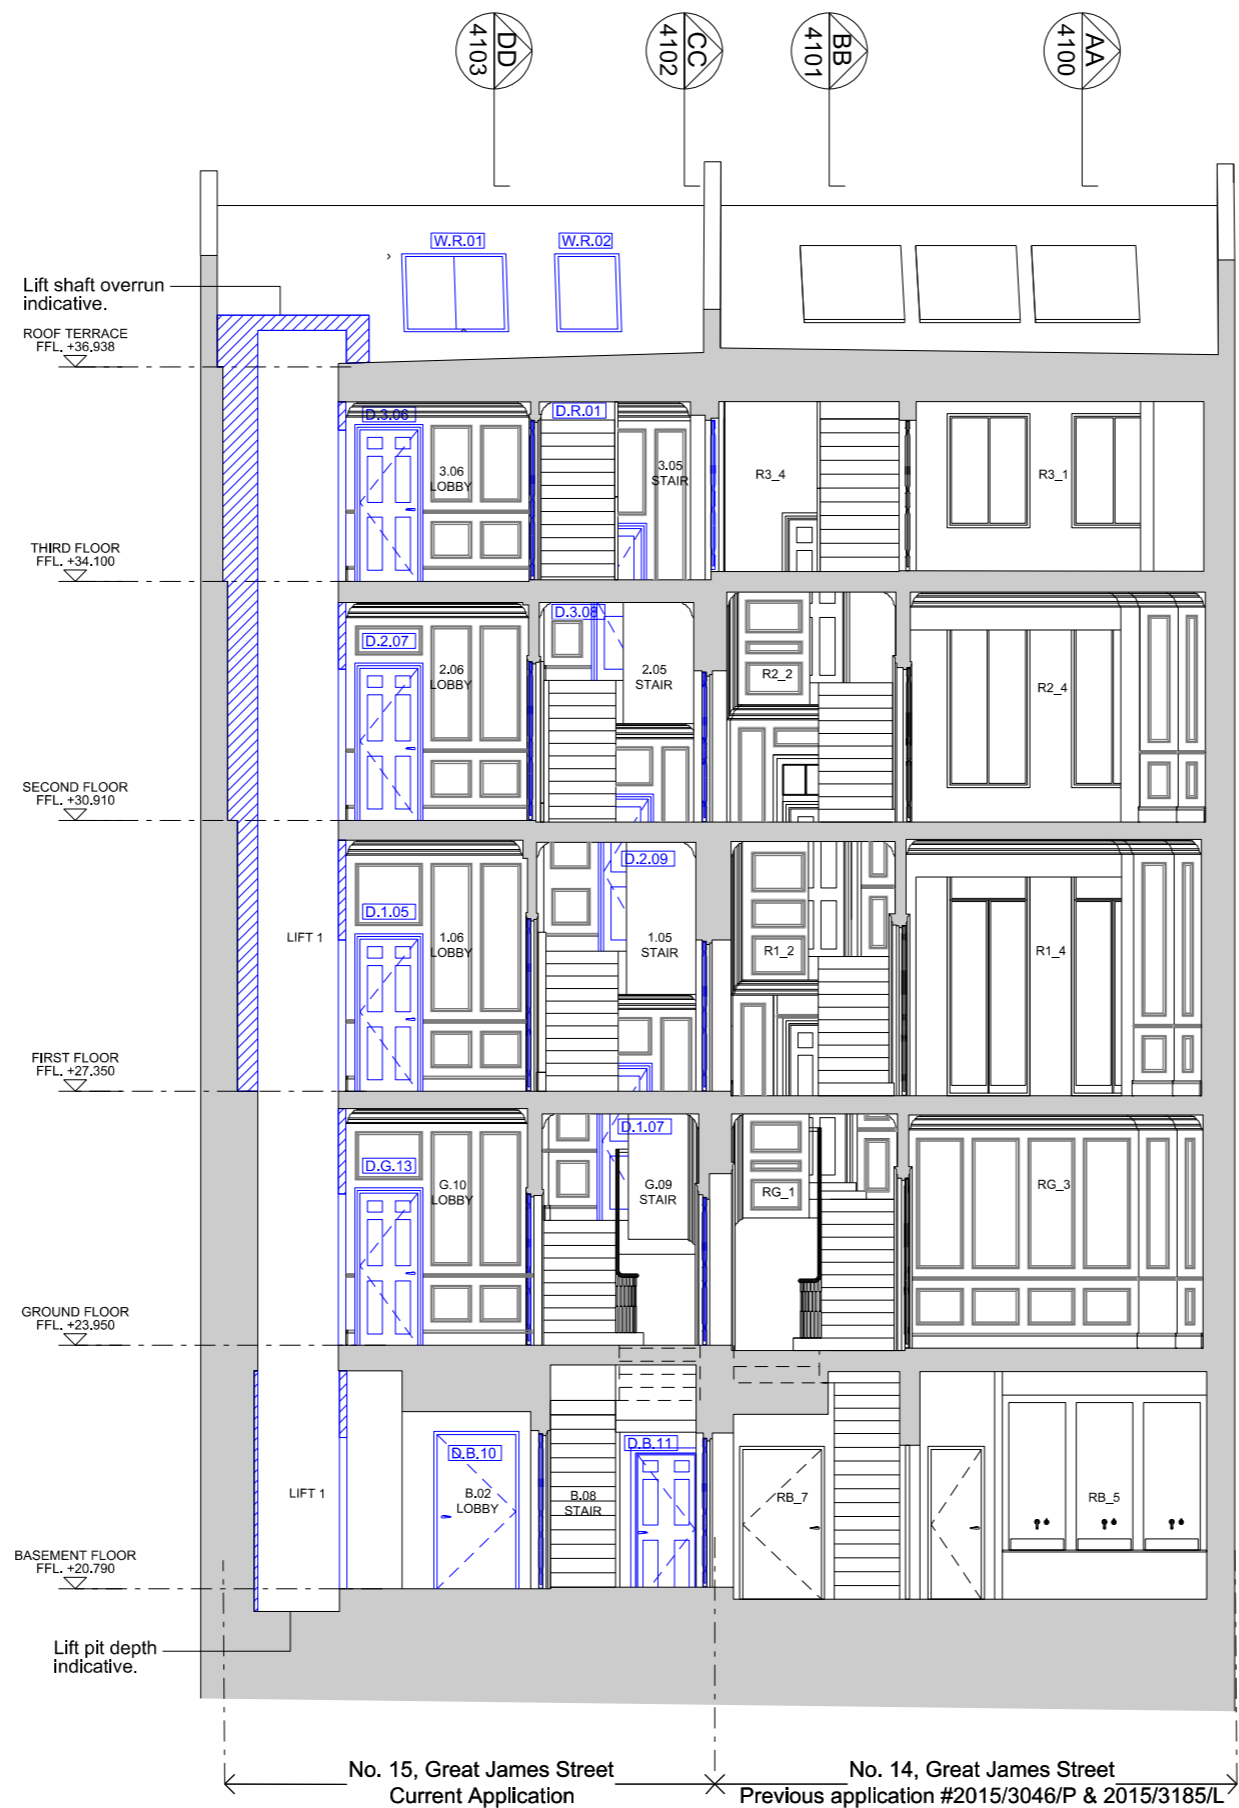 DD
4103
CC
4102
BB
4101
AA
4100
W.R.01
W.R.02
Lift shaft overrun
indicative.
ROOF TERRACE
FFL. +36.938
D.3.06
D.R.01
3.06
LOBBY
3.05
STAIR
R3_4
R3_1
THIRD FLOOR
FFL. +34.100
D.3.08
D.2.07
2.06
LOBBY
2.05
STAIR
R2_2
R2_4
SECOND FLOOR
FFL. +30.910
D.2.09
D.1.05
LIFT 1
1.06
LOBBY
1.05
STAIR
R1_2
R1_4
FIRST FLOOR
FFL. +27.350
D.1.07
D.G.13
G.10
LOBBY
G.09
STAIR
RG_1
RG_3
GROUND FLOOR
FFL. +23.950
D.B.10
D.B.11
LIFT 1
B.02
LOBBY
B.08
STAIR
RB_7
RB_5
BASEMENT FLOOR
FFL. +20.790
Lift pit depth
indicative.
No. 15, Great James Street
Current Application
No. 14, Great James Street
Previous application #2015/3046/P & 2015/3185/L